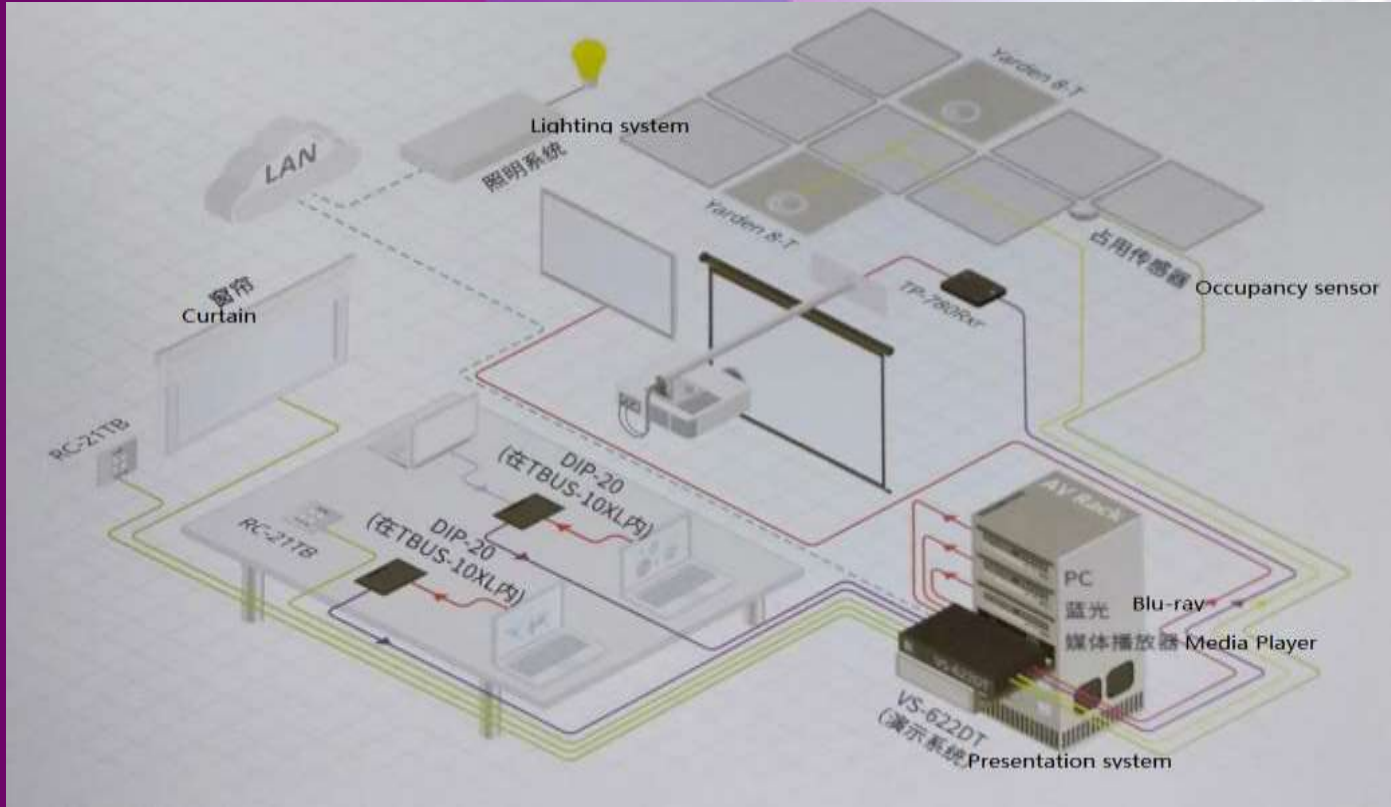 Yarden 8-T
Lighting system
照明系统
LAN
Yarden 8-T
占用传感器
Occupancy sensor
TP-780Rxr
窗帘
Curtain
RC-21TB
DIP-20
(在TBUS-10XL内)
DIP-20
(在TBUS-10XL内)
RC-21TB
AV Rack
PC
蓝光 Blu-ray
媒体播放器 Media Player
VS-622DT
VS-622DT
(演示系统)
Presentation system